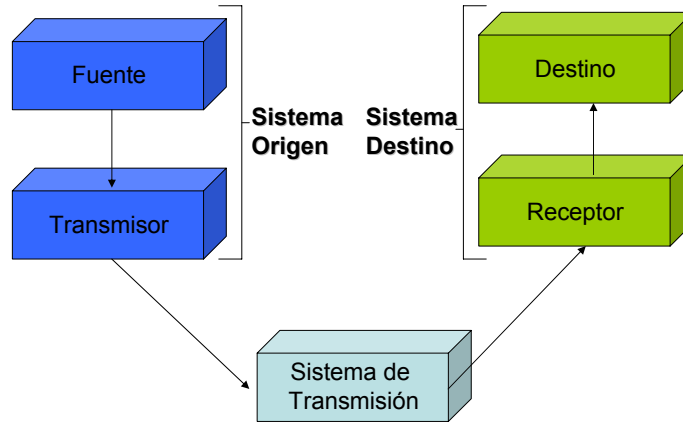 Fuente
Transmisor
Sistema
Origen
Sistema
Destino
Destino
Receptor
Sistema de
Transmisión